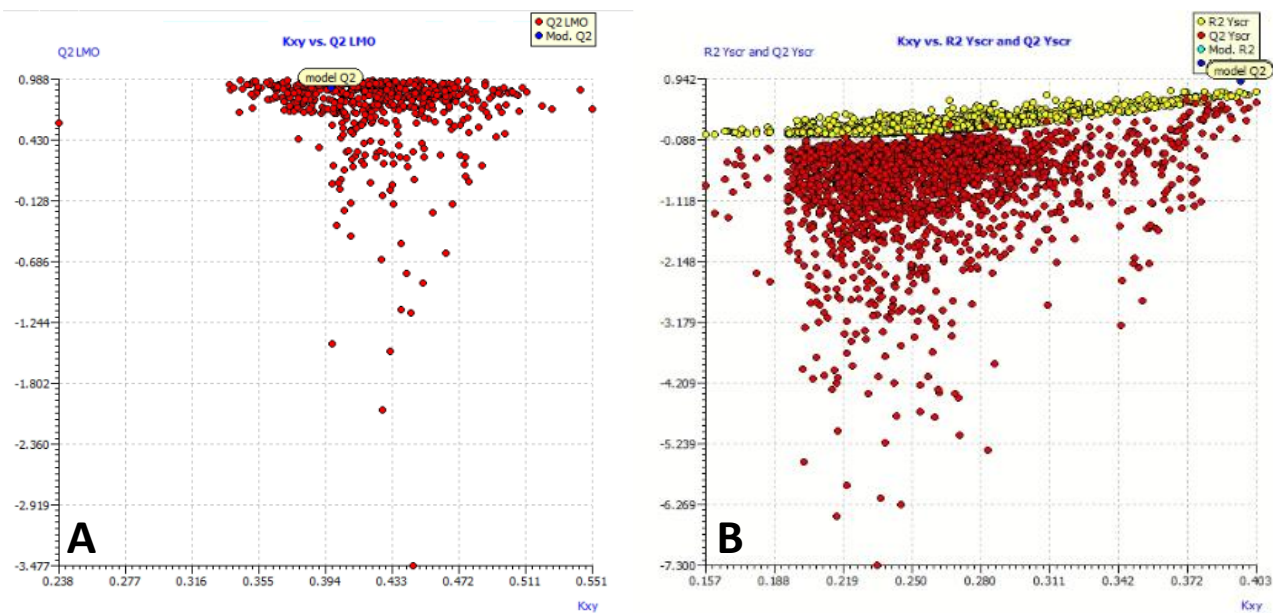 Q2 LMO
Mod. Q2
Kxy vs. Q2 LMO
Q2 LMO
model Q2
0.988
0.430
-0.128
-0.686
-1.244
-1.802
-2.360
-2.919
-3.477
0.238 0.277 0.316 0.355 0.394 0.433 0.472 0.511 0.551
Kxy
A
R2 Yscr
Q2 Yscr
Mod. R2
model Q2
Kxy vs. R2 Yscr and Q2 Yscr
R2 Yscr and Q2 Yscr
0.942
-0.088
-1.118
-2.148
-3.179
-4.209
-5.239
-6.269
-7.300
0.157 0.188 0.219 0.250 0.280 0.311 0.342 0.372 0.403
Kxy
B